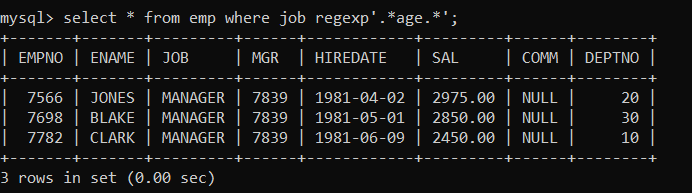 mysql> select * from emp where job regexp'.*age.*';
+-------+-------+---------+------+------------+---------+------+--------+
| EMPNO | ENAME | JOB     | MGR  | HIREDATE   | SAL     | COMM | DEPTNO |
+-------+-------+---------+------+------------+---------+------+--------+
|  7566 | JONES | MANAGER | 7839 | 1981-04-02 | 2975.00 | NULL |     20 |
|  7698 | BLAKE | MANAGER | 7839 | 1981-05-01 | 2850.00 | NULL |     30 |
|  7782 | CLARK | MANAGER | 7839 | 1981-06-09 | 2450.00 | NULL |     10 |
+-------+-------+---------+------+------------+---------+------+--------+
3 rows in set (0.00 sec)